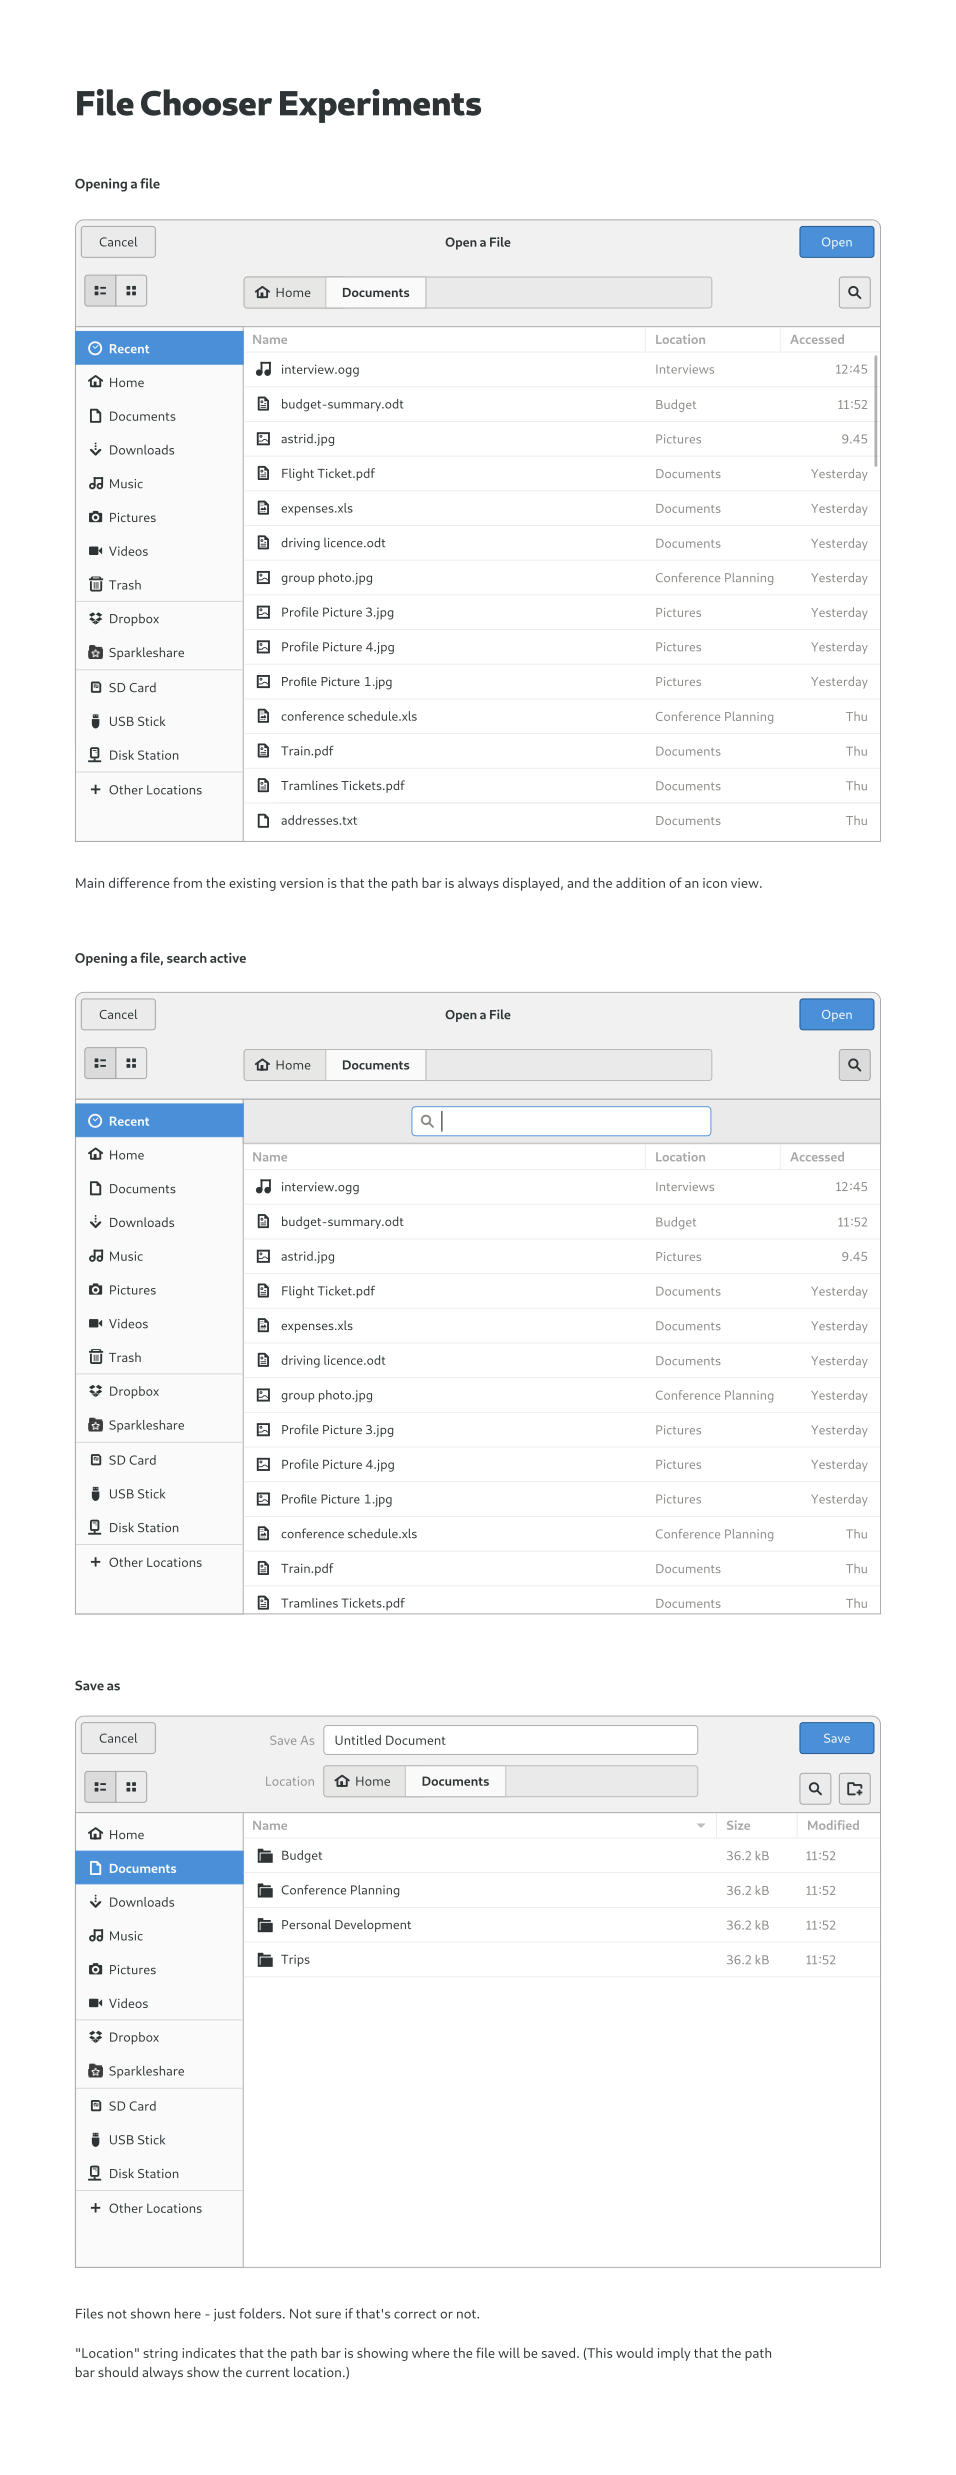 File Chooser Experiments
Opening a file
Cancel
Open a File
Open
Home
Documents
Recent
Home
Documents
Downloads
Music
Pictures
Videos
Trash
Dropbox
Sparkleshare
SD Card
USB Stick
Disk Station
Other Locations
Name Location Accessed
interview.ogg Interviews 12:45
budget-summary.odt Budget 11:52
astrid.jpg Pictures 9.45
Flight Ticket.pdf Documents Yesterday
expenses.xls Documents Yesterday
driving licence.odt Documents Yesterday
group photo.jpg Conference Planning Yesterday
Profile Picture 3.jpg Pictures Yesterday
Profile Picture 4.jpg Pictures Yesterday
Profile Picture 1.jpg Pictures Yesterday
conference schedule.xls Conference Planning Thu
Train.pdf Documents Thu
Tramlines Tickets.pdf Documents Thu
addresses.txt Documents Thu
Main difference from the existing version is that the path bar is always displayed, and the addition of an icon view.
Opening a file, search active
Cancel
Open a File
Open
Home
Documents
Recent
Home
Documents
Downloads
Music
Pictures
Videos
Trash
Dropbox
Sparkleshare
SD Card
USB Stick
Disk Station
Other Locations
Name Location Accessed
interview.ogg Interviews 12:45
budget-summary.odt Budget 11:52
astrid.jpg Pictures 9.45
Flight Ticket.pdf Documents Yesterday
expenses.xls Documents Yesterday
driving licence.odt Documents Yesterday
group photo.jpg Conference Planning Yesterday
Profile Picture 3.jpg Pictures Yesterday
Profile Picture 4.jpg Pictures Yesterday
Profile Picture 1.jpg Pictures Yesterday
conference schedule.xls Conference Planning Thu
Train.pdf Documents Thu
Tramlines Tickets.pdf Documents Thu
Save as
Cancel
Save As Untitled Document
Save
Location Home Documents
Home
Documents
Downloads
Music
Pictures
Videos
Dropbox
Sparkleshare
SD Card
USB Stick
Disk Station
Other Locations
Name Size Modified
Budget 36.2 kB 11:52
Conference Planning 36.2 kB 11:52
Personal Development 36.2 kB 11:52
Trips 36.2 kB 11:52
Files not shown here - just folders. Not sure if that's correct or not.
"Location" string indicates that the path bar is showing where the file will be saved. (This would imply that the path
bar should always show the current location.)